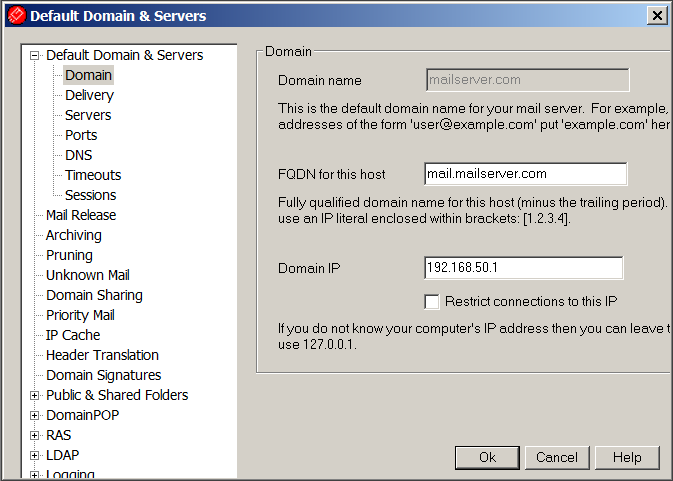 Default Domain & Servers
Default Domain & Servers
Domain
Delivery
Servers
Ports
DNS
Timeouts
Sessions
Mail Release
Archiving
Pruning
Unknown Mail
Domain Sharing
Priority Mail
IP Cache
Header Translation
Domain Signatures
Public & Shared Folders
DomainPOP
RAS
LDAP
Logging
Domain
Domain name mailserver.com
This is the default domain name for your mail server. For example,
addresses of the form 'user@example.com' put 'example.com' her
FQDN for this host mail.mailserver.com
Fully qualified domain name for this host (minus the trailing period).
use an IP literal enclosed within brackets: [1.2.3.4].
Domain IP 192.168.50.1
Restrict connections to this IP
If you do not know your computer's IP address then you can leave t
use 127.0.0.1.
Ok Cancel Help